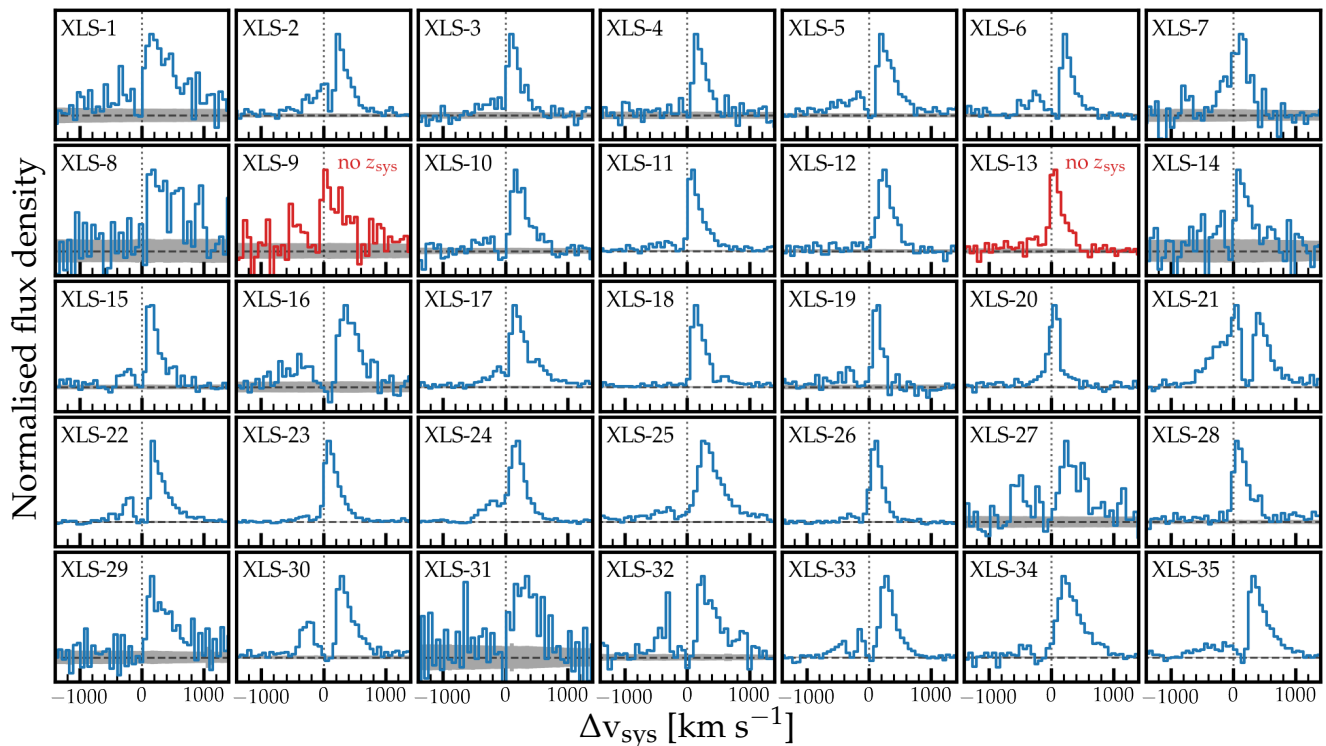 XLS-1 XLS-2 XLS-3 XLS-4 XLS-5 XLS-6 XLS-7
XLS-8 XLS-9 no z_sys XLS-10 XLS-11 XLS-12 XLS-13 no z_sys XLS-14
XLS-15 XLS-16 XLS-17 XLS-18 XLS-19 XLS-20 XLS-21
XLS-22 XLS-23 XLS-24 XLS-25 XLS-26 XLS-27 XLS-28
XLS-29 XLS-30 XLS-31 XLS-32 XLS-33 XLS-34 XLS-35
Normalised flux density
−1000 0 1000 −1000 0 1000 −1000 0 1000 −1000 0 1000 −1000 0 1000 −1000 0 1000 −1000 0 1000
Δv_sys [km s⁻¹]